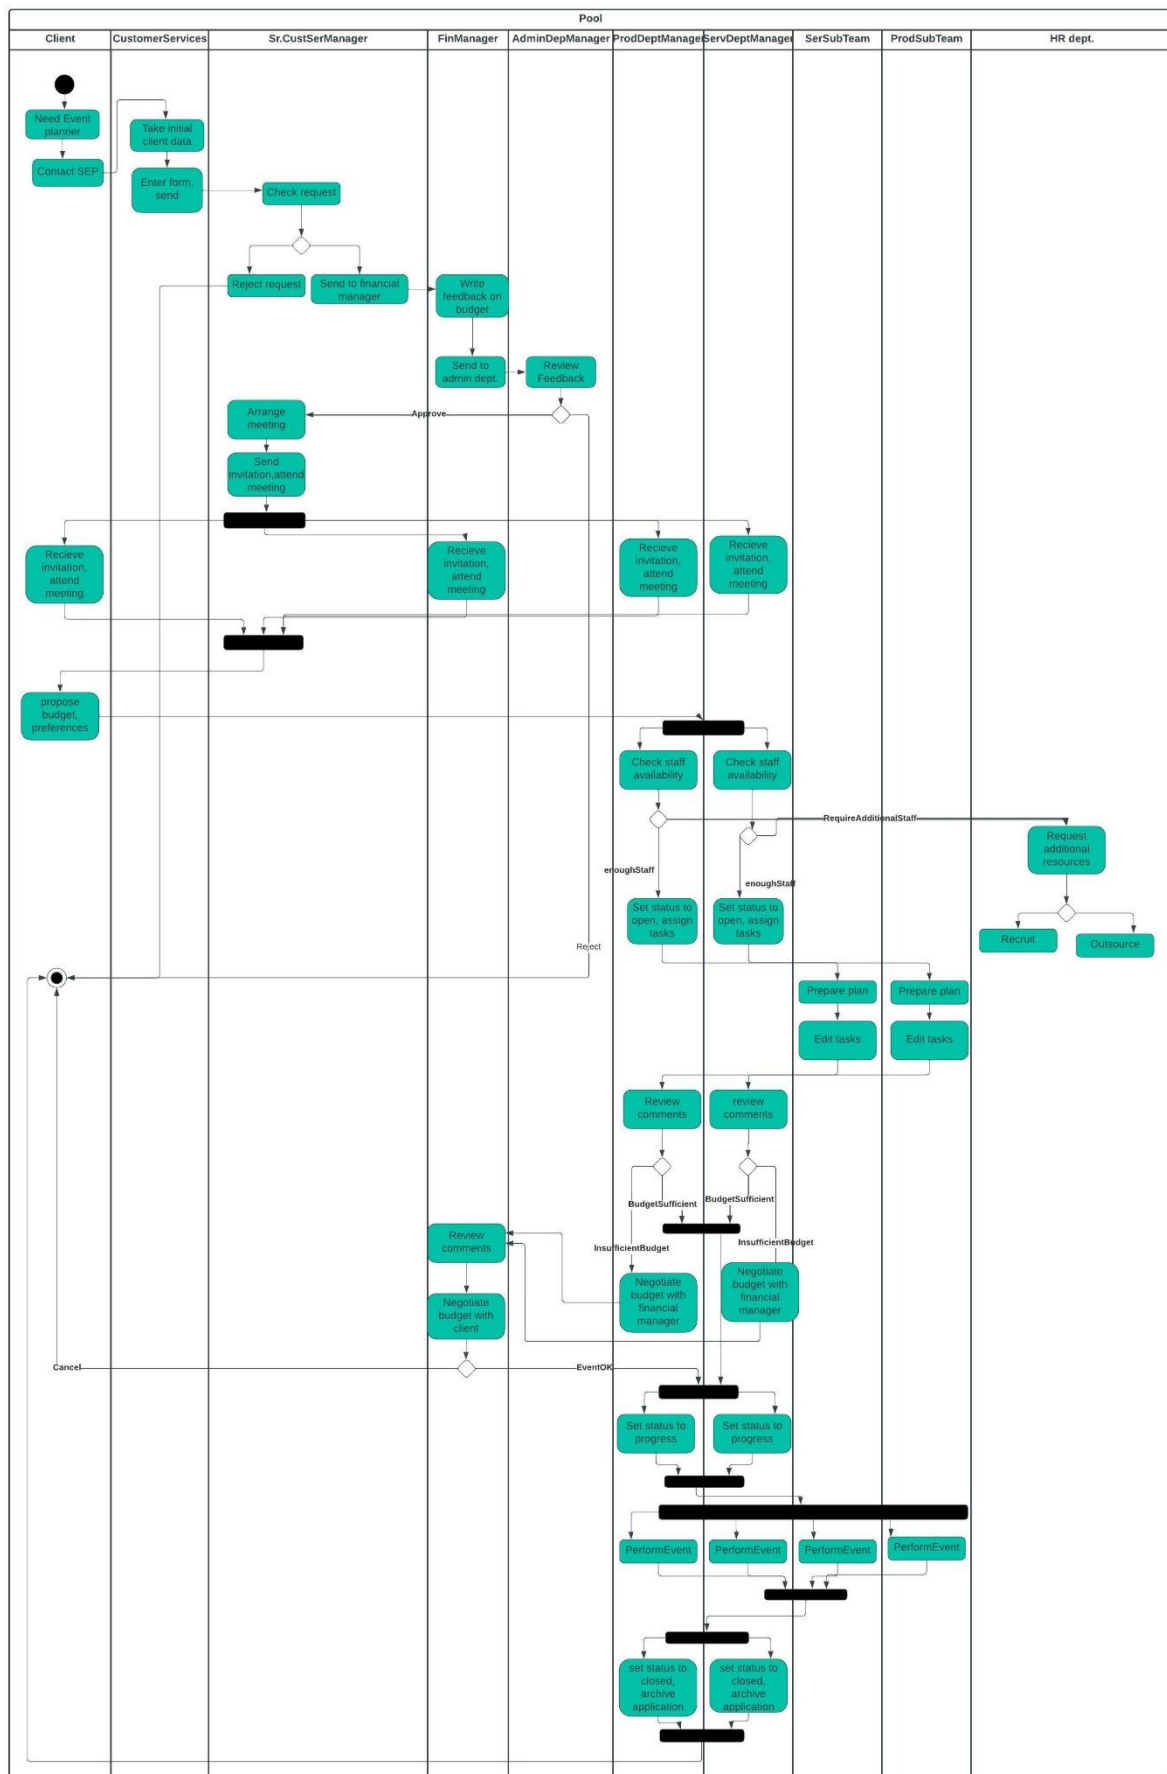 Pool
Client
CustomerServices
Sr.CustSerManager
FinManager
AdminDepManager
ProdDeptManager
ServDeptManager
SerSubTeam
ProdSubTeam
HR dept.
Need Event
planner
Take initial
client data
Contact SEP
Enter form,
send
Check request
Reject request
Send to financial
manager
Write
feedback on
budget
Send to
admin dept.
Review
Feedback
Approve
Arrange
meeting
Send
invitation,attend
meeting
Recieve
invitation,
attend
meeting
Recieve
invitation,
attend
meeting
Recieve
invitation,
attend
meeting
Recieve
invitation,
attend
meeting
propose
budget,
preferences
Check staff
availability
Check staff
availability
RequireAdditionalStaff
Request
additional
resources
enoughStaff
enoughStaff
Set status to
open, assign
tasks
Set status to
open, assign
tasks
Recruit
Outsource
Reject
Prepare plan
Prepare plan
Edit tasks
Edit tasks
Review
comments
review
comments
BudgetSufficient
BudgetSufficient
InsufficientBudget
InsufficientBudget
Review
comments
Negotiate
budget with
financial
manager
Negotiate
budget with
financial
manager
Negotiate
budget with
client
Cancel
EventOK
Set status to
progress
Set status to
progress
PerformEvent
PerformEvent
PerformEvent
PerformEvent
set status to
closed,
archive
application
set status to
closed,
archive
application